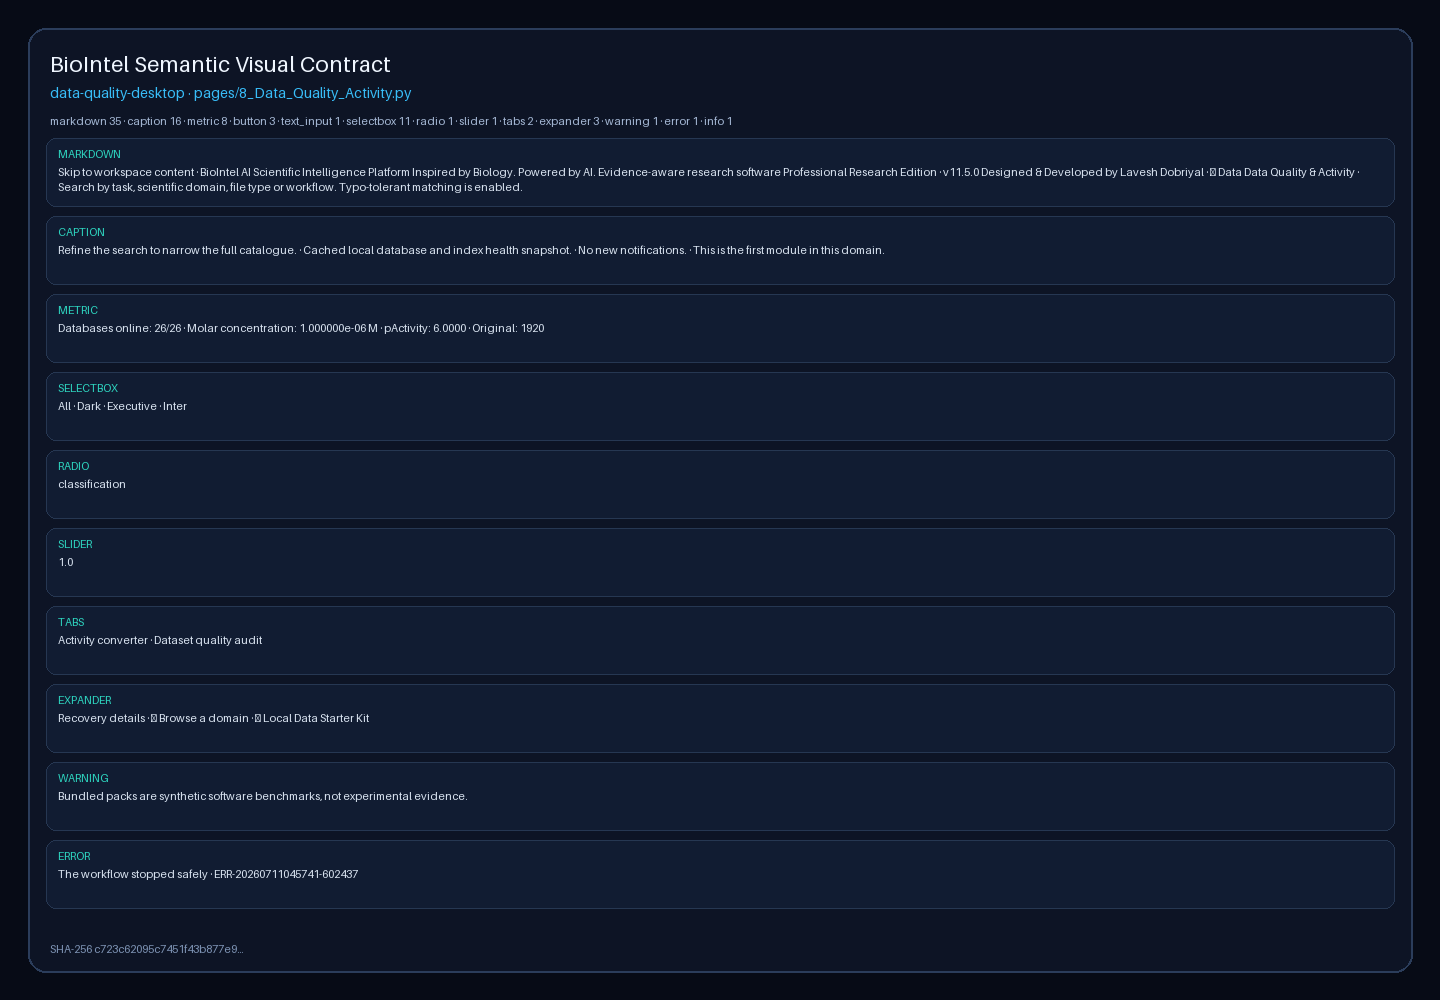 BioIntel Semantic Visual Contract
data-quality-desktop · pages/8_Data_Quality_Activity.py
markdown 35 · caption 16 · metric 8 · button 3 · text_input 1 · selectbox 11 · radio 1 · slider 1 · tabs 2 · expander 3 · warning 1 · error 1 · info 1
MARKDOWN
Skip to workspace content · BioIntel AI Scientific Intelligence Platform Inspired by Biology. Powered by AI. Evidence-aware research software Professional Research Edition · v11.5.0 Designed & Developed by Lavesh Dobriyal · Data Data Quality & Activity ·
Search by task, scientific domain, file type or workflow. Typo-tolerant matching is enabled.
CAPTION
Refine the search to narrow the full catalogue. · Cached local database and index health snapshot. · No new notifications. · This is the first module in this domain.
METRIC
Databases online: 26/26 · Molar concentration: 1.000000e-06 M · pActivity: 6.0000 · Original: 1920
SELECTBOX
All · Dark · Executive · Inter
RADIO
classification
SLIDER
1.0
TABS
Activity converter · Dataset quality audit
EXPANDER
Recovery details · Browse a domain · Local Data Starter Kit
WARNING
Bundled packs are synthetic software benchmarks, not experimental evidence.
ERROR
The workflow stopped safely · ERR-20260711045741-602437
SHA-256 c723c62095c7451f43b877e9…